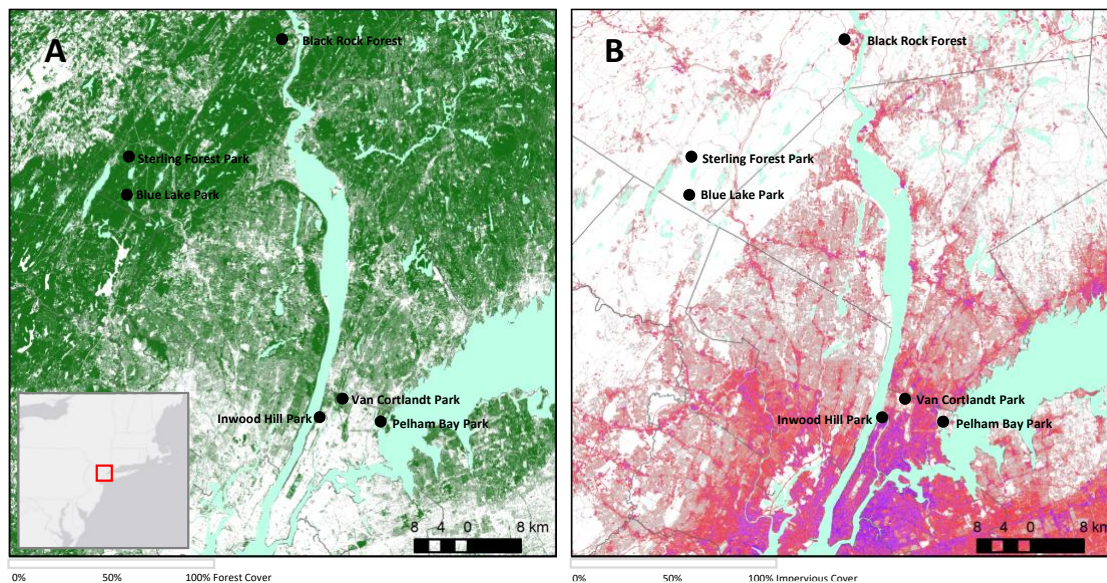 A
Black Rock Forest
Sterling Forest Park
Blue Lake Park
Van Cortlandt Park
Inwood Hill Park
Pelham Bay Park
8 4 0 8 km
0% 50% 100% Forest Cover
B
Black Rock Forest
Sterling Forest Park
Blue Lake Park
Van Cortlandt Park
Inwood Hill Park
Pelham Bay Park
8 4 0 8 km
0% 50% 100% Impervious Cover